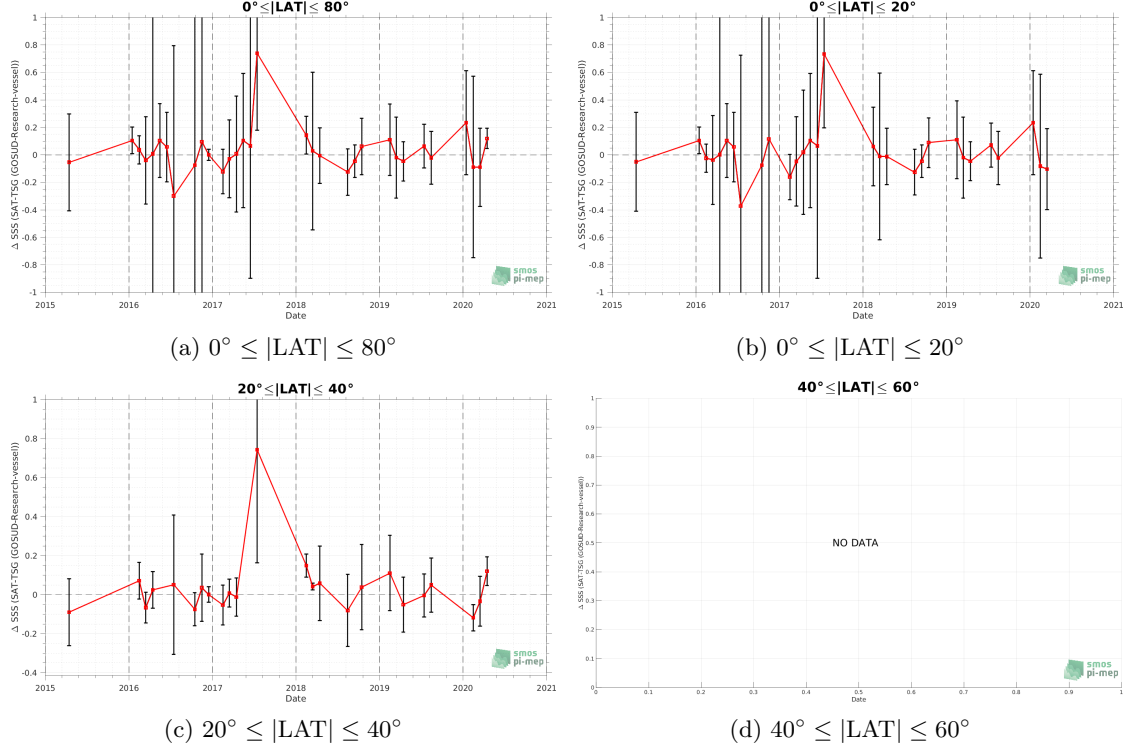 0°≤|LAT|≤ 80°
1
0.8
0.6
0.4
0.2
0
-0.2
-0.4
-0.6
-0.8
-1
Δ SSS (SAT-TSG (GOSUD-Research-vessel))
2015 2016 2017 2018 2019 2020 2021
Date
smos
pi-mep
(a) 0° ≤ |LAT| ≤ 80°
0°≤|LAT|≤ 20°
1
0.8
0.6
0.4
0.2
0
-0.2
-0.4
-0.6
-0.8
-1
Δ SSS (SAT-TSG (GOSUD-Research-vessel))
2015 2016 2017 2018 2019 2020 2021
Date
smos
pi-mep
(b) 0° ≤ |LAT| ≤ 20°
20°≤|LAT|≤ 40°
1
0.8
0.6
0.4
0.2
0
-0.2
-0.4
Δ SSS (SAT-TSG (GOSUD-Research-vessel))
2015 2016 2017 2018 2019 2020 2021
Date
smos
pi-mep
(c) 20° ≤ |LAT| ≤ 40°
40°≤|LAT|≤ 60°
1
0.9
0.8
0.7
0.6
0.5
0.4
0.3
0.2
0.1
0
Δ SSS (SAT-TSG (GOSUD-Research-vessel))
NO DATA
0 0.1 0.2 0.3 0.4 0.5 0.6 0.7 0.8 0.9 1
Date
smos
pi-mep
(d) 40° ≤ |LAT| ≤ 60°